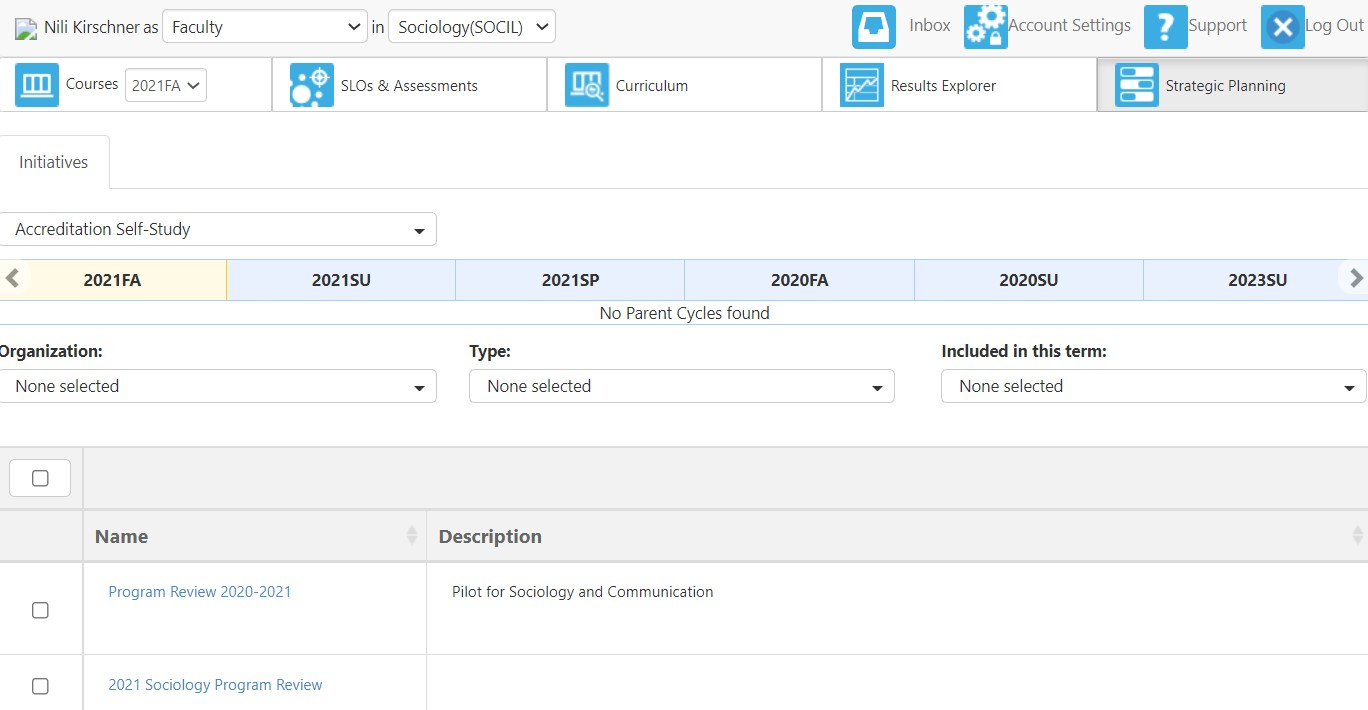 Nili Kirschner as Faculty in Sociology(SOCIL) Inbox Account Settings ? Support Log Out
Courses 2021FA SLOs & Assessments Curriculum Results Explorer Strategic Planning
Initiatives
Accreditation Self-Study
2021FA 2021SU 2021SP 2020FA 2020SU 2023SU
No Parent Cycles found
Organization: Type: Included in this term:
None selected None selected None selected
Name Description
Program Review 2020-2021 Pilot for Sociology and Communication
2021 Sociology Program Review